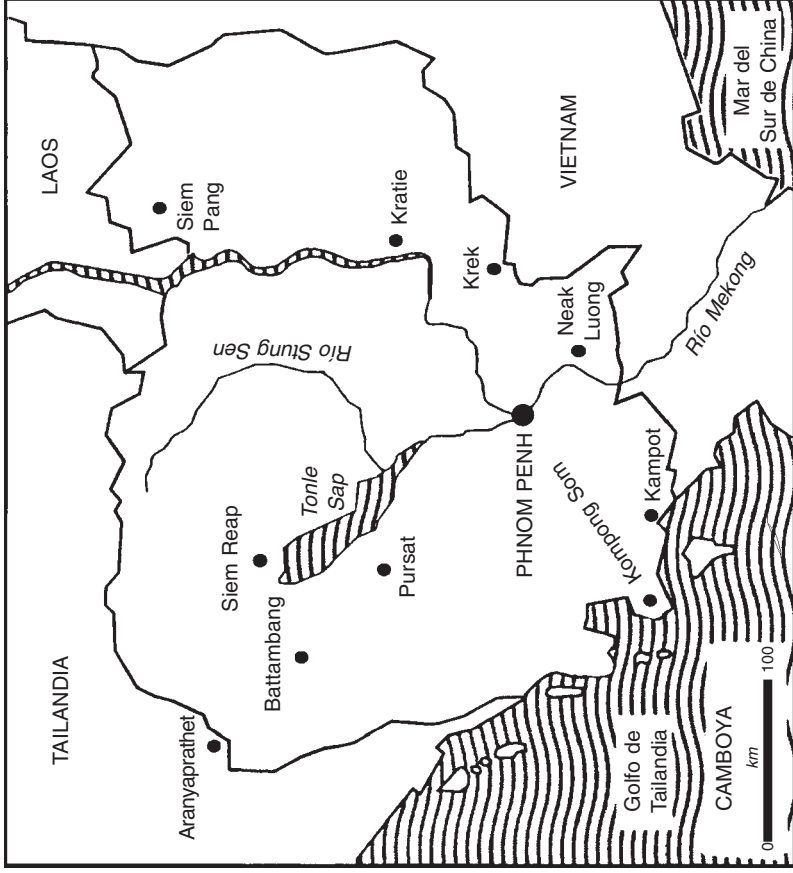 LAOS
TAILANDIA
Siem
Pang
Río Stung Sen
Kratie
Aranyaprathet
Siem Reap
Tonle
Sap
Battambang
Pursat
Krek
VIETNAM
Neak
Luong
PHNOM PENH
Río Mekong
Kompong Som
Kampot
Mar del
Sur de China
Golfo de
Tailandia
CAMBOYA
km
0
100